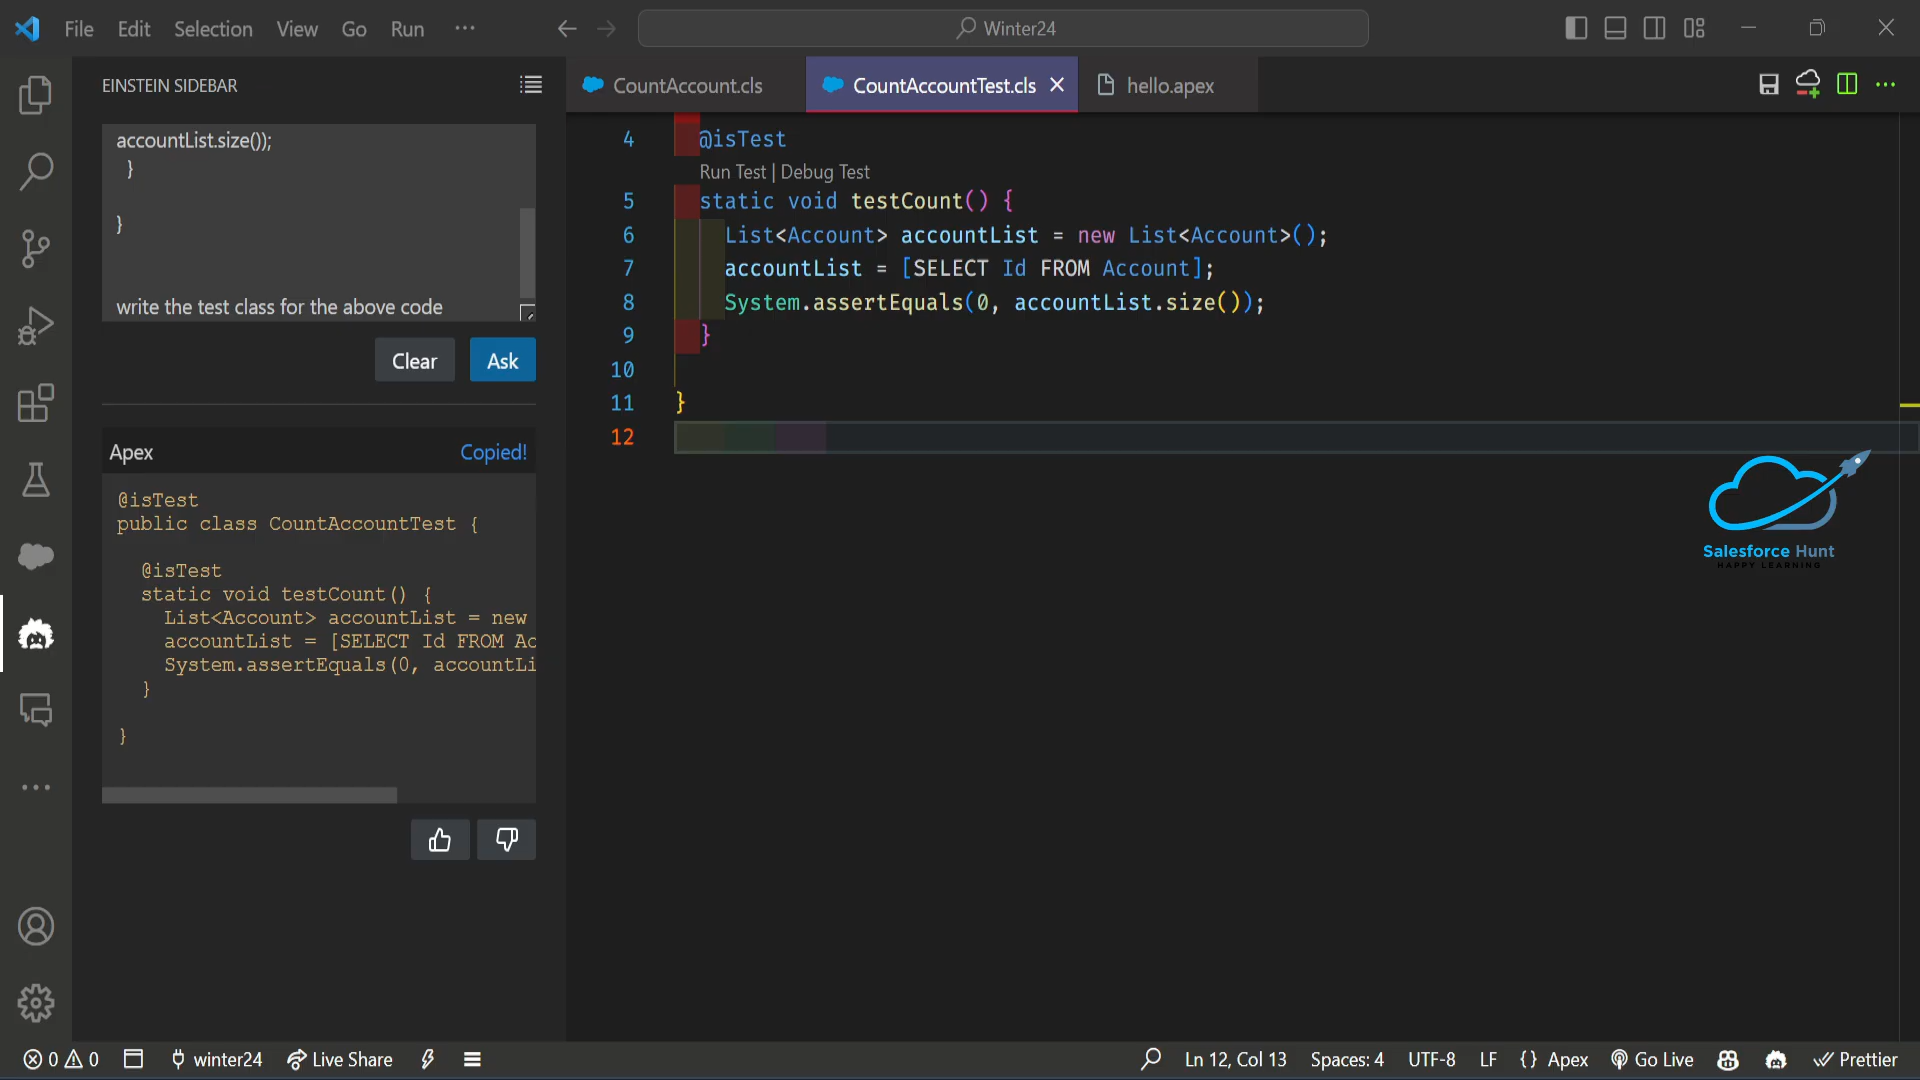 File Edit Selection View Go Run ···
Winter24
EINSTEIN SIDEBAR
accountList.size());
}
}
write the test class for the above code
Clear Ask
Apex Copied!
@isTest
public class CountAccountTest {
@isTest
static void testCount() {
List<Account> accountList = new
accountList = [SELECT Id FROM Ac
System.assertEquals(0, accountLi
}
}
CountAccount.cls CountAccountTest.cls hello.apex
4 @isTest
Run Test | Debug Test
5 static void testCount() {
6 List<Account> accountList = new List<Account>();
7 accountList = [SELECT Id FROM Account];
8 System.assertEquals(0, accountList.size());
9 }
10
11 }
12
Salesforce Hunt
HAPPY LEARNING
0 0 winter24 Live Share Ln 12, Col 13 Spaces: 4 UTF-8 LF {} Apex Go Live Prettier